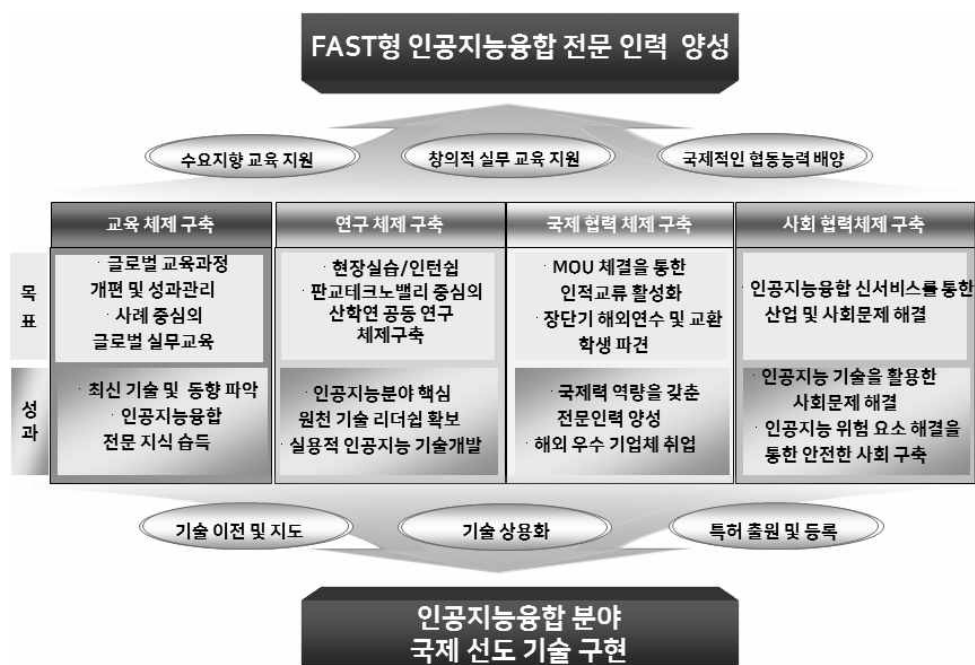 FAST형 인공지능융합 전문 인력 양성
수요지향 교육 지원
창의적 실무 교육 지원
국제적인 협동능력 배양
교육 체제 구축
연구 체제 구축
국제 협력 체제 구축
사회 협력체제 구축
목
표
· 글로벌 교육과정
개편 및 성과관리
· 사례 중심의
글로벌 실무교육
· 현장실습/인턴쉽
· 판교테크노밸리 중심의
산학연 공동 연구
체제구축
· MOU 체결을 통한
인적교류 활성화
· 장단기 해외연수 및 교환
학생 파견
· 인공지능융합 신서비스를 통한
산업 및 사회문제 해결
성
과
· 최신 기술 및 동향 파악
· 인공지능융합
전문 지식 습득
· 인공지능분야 핵심
원천 기술 리더쉽 확보
· 실용적 인공지능 기술개발
· 국제력 역량을 갖춘
전문인력 양성
· 해외 우수 기업체 취업
· 인공지능 기술을 활용한
사회문제 해결
· 인공지능 위험 요소 해결을
통한 안전한 사회 구축
기술 이전 및 지도
기술 상용화
특허 출원 및 등록
인공지능융합 분야
국제 선도 기술 구현